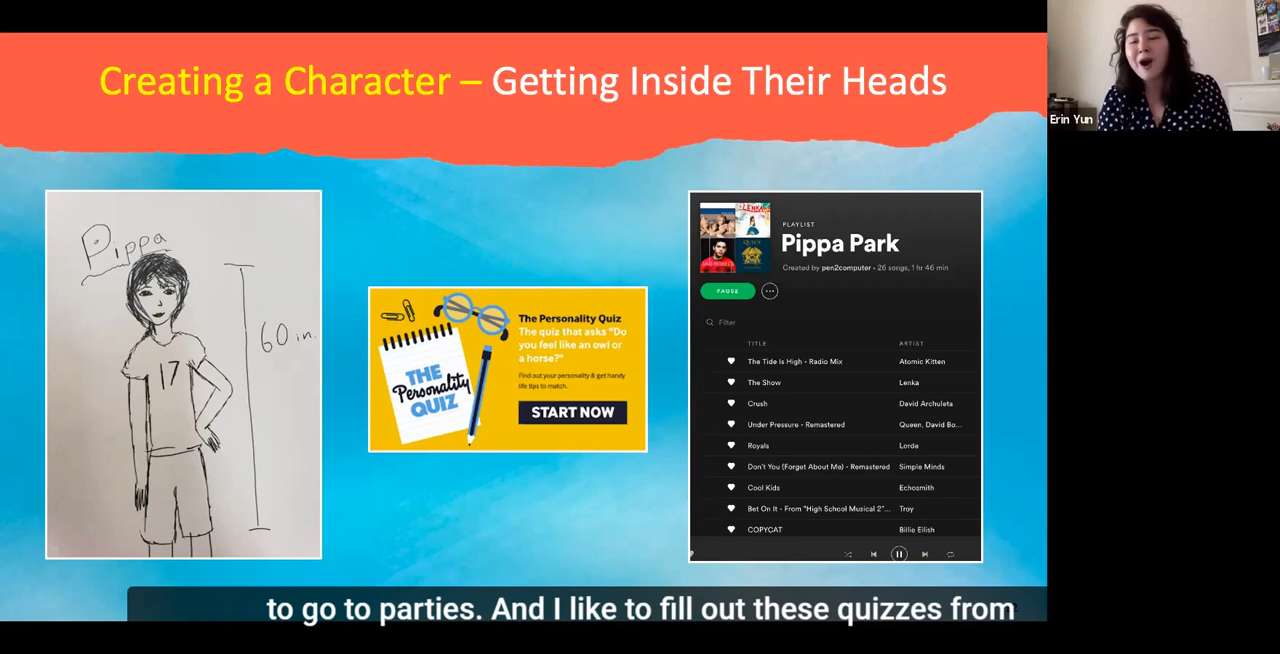 Creating a Character – Getting Inside Their Heads
Erin Yun
Pippa
60 in.
17
THE
Personality
QUIZ
The Personality Quiz
The quiz that asks "Do
you feel like an owl or
a horse?"
Find out your personality & get handy
life tips to match.
START NOW
PLAYLIST
Pippa Park
Created by pen2computer • 26 songs, 1 hr 46 min
PAUSE
Filter
TITLE ARTIST
The Tide Is High - Radio Mix Atomic Kitten
The Show Lenka
Crush David Archuleta
Under Pressure - Remastered Queen, David Bo...
Royals Lorde
Don't You (Forget About Me) - Remastered Simple Minds
Cool Kids Echosmith
Bet On It - From "High School Musical 2"... Troy
COPYCAT Billie Eilish
to go to parties. And I like to fill out these quizzes from